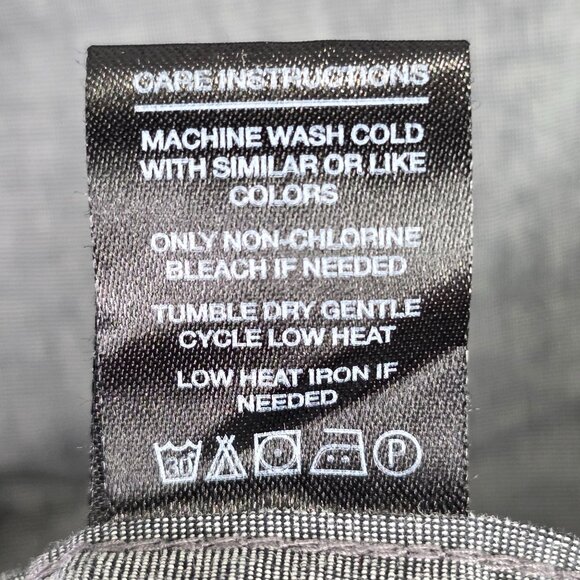 CARE INSTRUCTIONS
MACHINE WASH COLD
WITH SIMILAR OR LIKE
COLORS
ONLY NON-CHLORINE
BLEACH IF NEEDED
TUMBLE DRY GENTLE
CYCLE LOW HEAT
LOW HEAT IRON IF
NEEDED
30 P